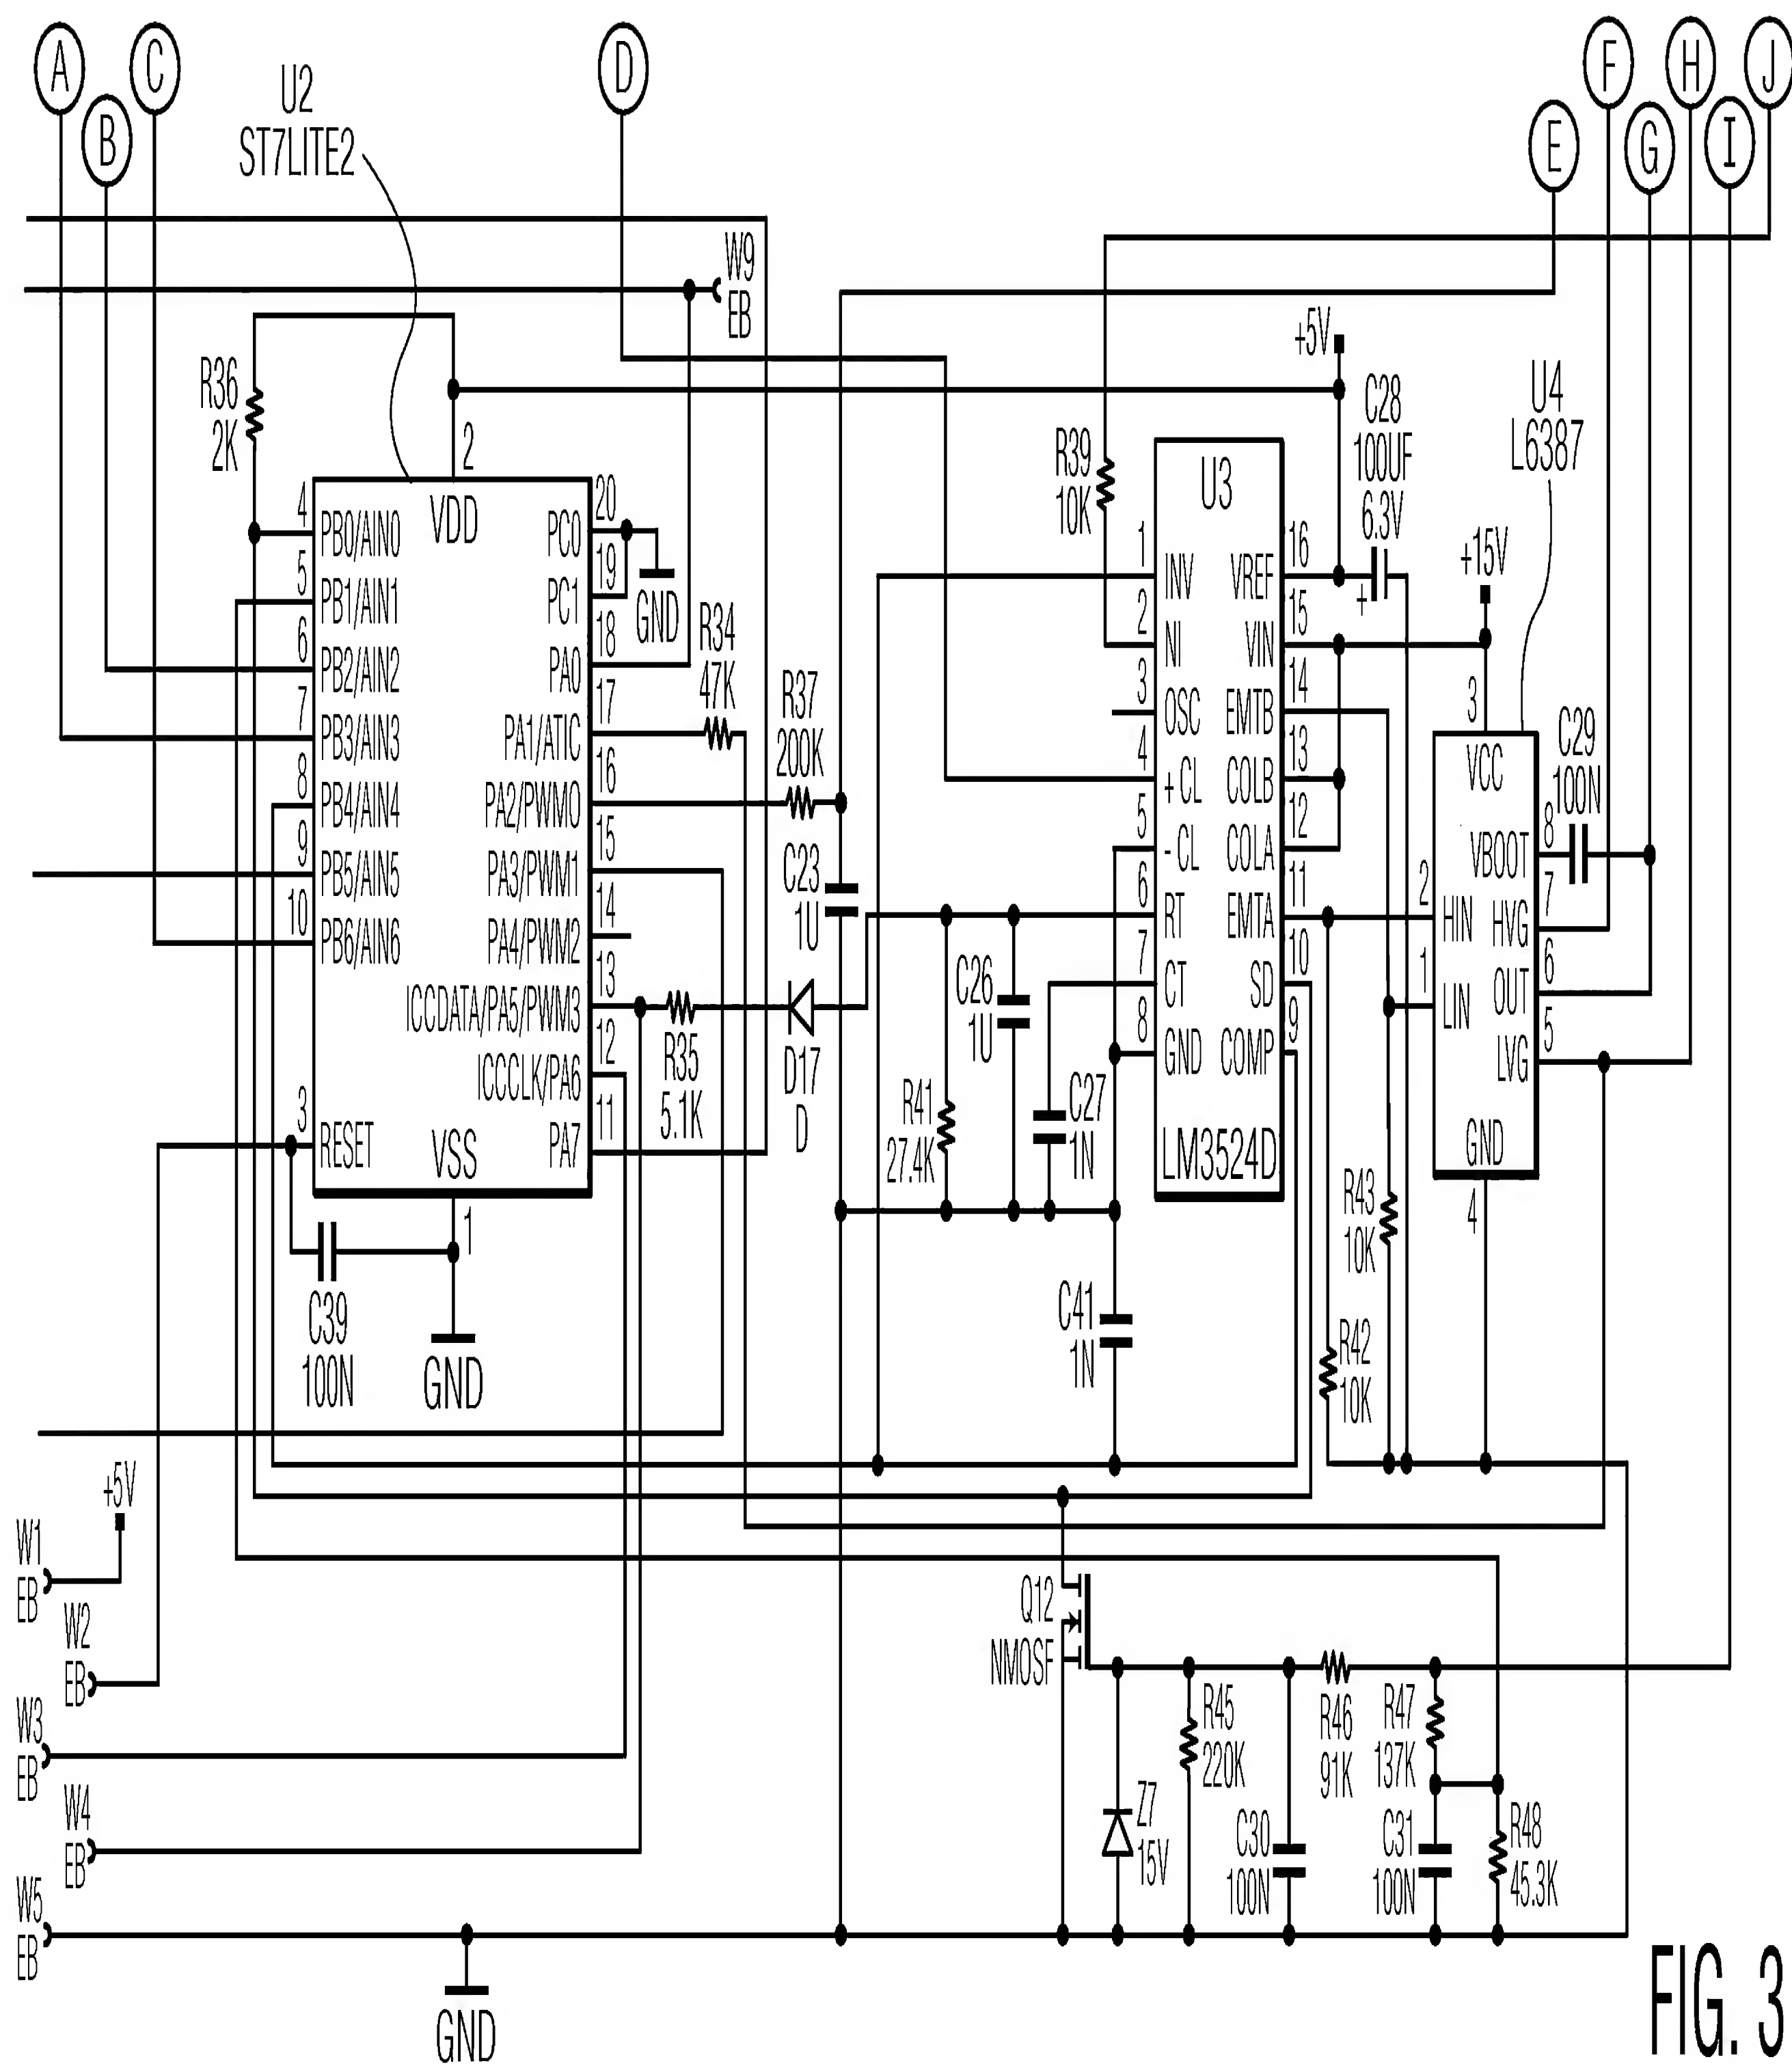 A
B
C
D
E
F
G
H
I
J
U2
ST7LITE2
W9
EB
R36
2K
2
VDD
4
PB0/AIN0
5
PB1/AIN1
6
PB2/AIN2
7
PB3/AIN3
8
PB4/AIN4
9
PB5/AIN5
10
PB6/AIN6
3
RESET
VSS
1
20
PC0
19
PC1
18
PA0
17
PA1/ATIC
16
PA2/PWM0
15
PA3/PWM1
14
PA4/PWM2
13
ICCDATA/PA5/PWM3
12
ICCCLK/PA6
11
PA7
GND
R34
47K
R37
200K
C23
1U
R35
5.1K
D17
D
C39
100N
GND
+5V
R39
10K
U3
1
INV
2
NI
3
OSC
4
+CL
5
-CL
6
RT
7
CT
8
GND
16
VREF
15
VIN
14
EMTB
13
COLB
12
COLA
11
EMTA
10
SD
9
COMP
LM3524D
C28
100UF
6.3V
+
U4
L6387
+15V
3
VCC
C29
100N
8
VBOOT
7
HVG
6
OUT
5
LVG
2
HIN
1
LIN
GND
4
C26
1U
R41
27.4K
C27
1N
C41
1N
R43
10K
R42
10K
+5V
W1
EB
W2
EB
W3
EB
W4
EB
W5
EB
GND
Q12
NMOSF
Z7
15V
R45
220K
C30
100N
R46
91K
R47
137K
C31
100N
R48
45.3K
FIG. 3